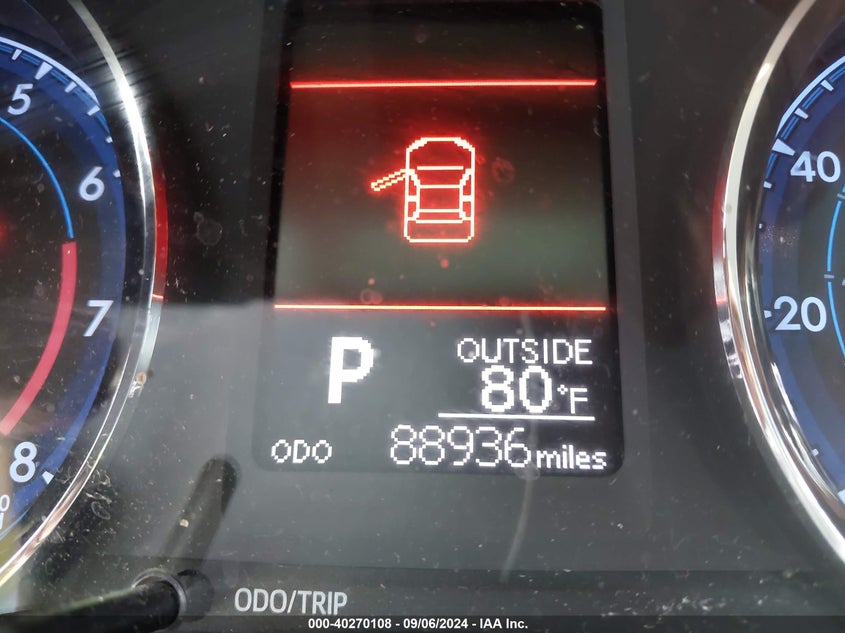 5
6
7
8
40
20
P
OUTSIDE
80°F
ODO 88936 miles
ODO/TRIP
000-40270108 - 09/06/2024 - IAA Inc.